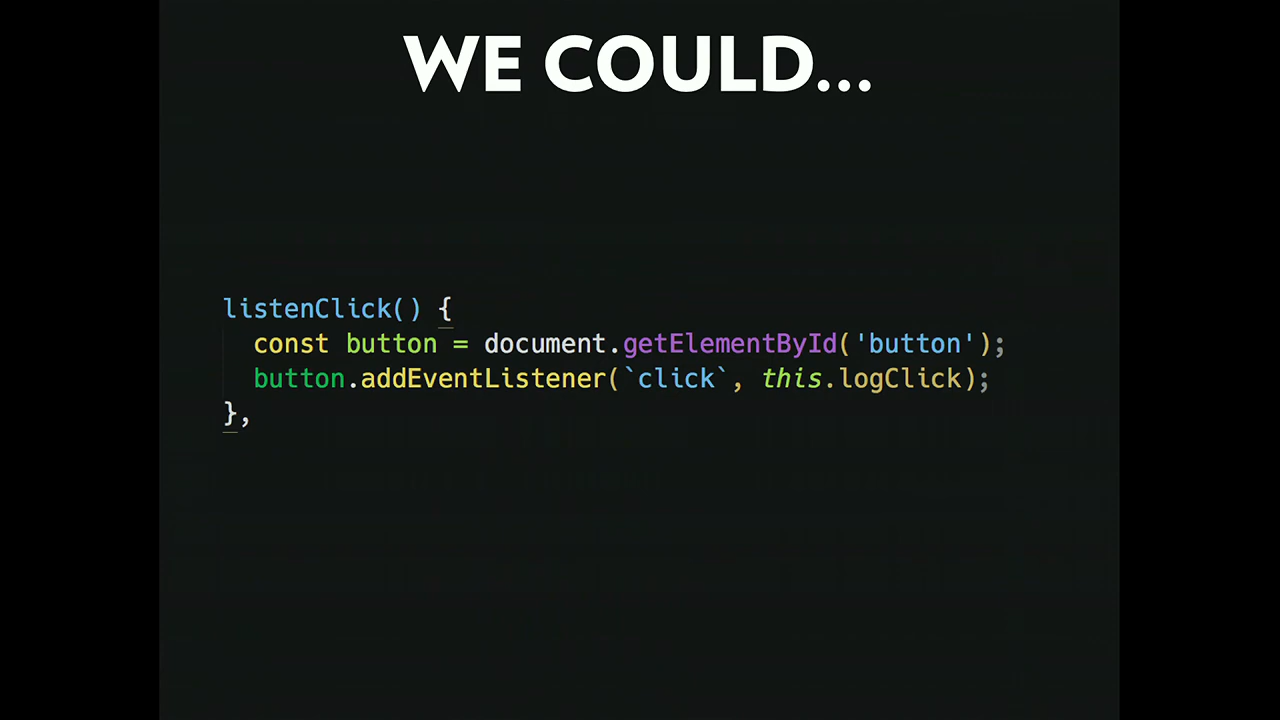 WE COULD...
listenClick() {
  const button = document.getElementById('button');
  button.addEventListener(`click`, this.logClick);
},